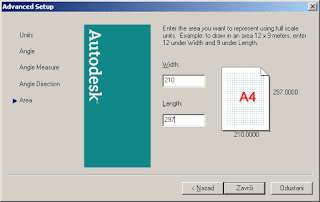 Advanced Setup
Units
Angle
Angle Measure
Angle Direction
Area
Autodesk
Enter the area you want to represent using full scale
units. Example: to draw in an area 12 x 9 meters, enter
12 under Width and 9 under Length.
Width:
210
Length:
297
A4
297.0000
210.0000
< Nazad
Završi
Odustani